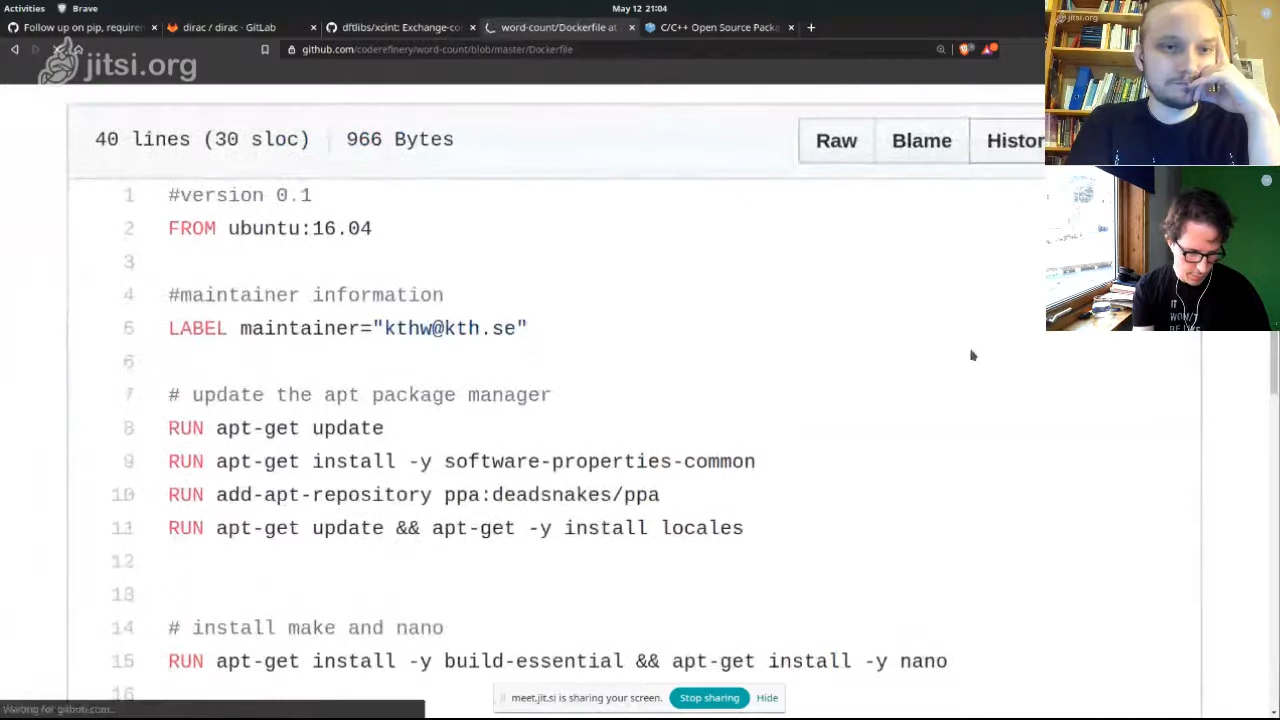 Activities
Brave
May 12 21:04
Follow up on pip, requirer
dirac / dirac · GitLab
change-co
word-count/Dockerfile at
C/C++ Open Source Pack
github.com/coderefinery/word-count/blob/master/Dockerfile
jitsi.org
jitsi.org
40 lines (30 sloc)
966 Bytes
Raw
Blame
Histor
1 #version 0.1
2 FROM ubuntu:16.04
3
4 #maintainer information
5 LABEL maintainer="kthw@kth.se"
6
7 # update the apt package manager
8 RUN apt-get update
9 RUN apt-get install -y software-properties-common
10 RUN add-apt-repository ppa:deadsnakes/ppa
11 RUN apt-get update && apt-get -y install locales
12
13
14 # install make and nano
15 RUN apt-get install -y build-essential && apt-get install -y nano
16
meet.jit.si is sharing your screen.
Stop sharing
Hide